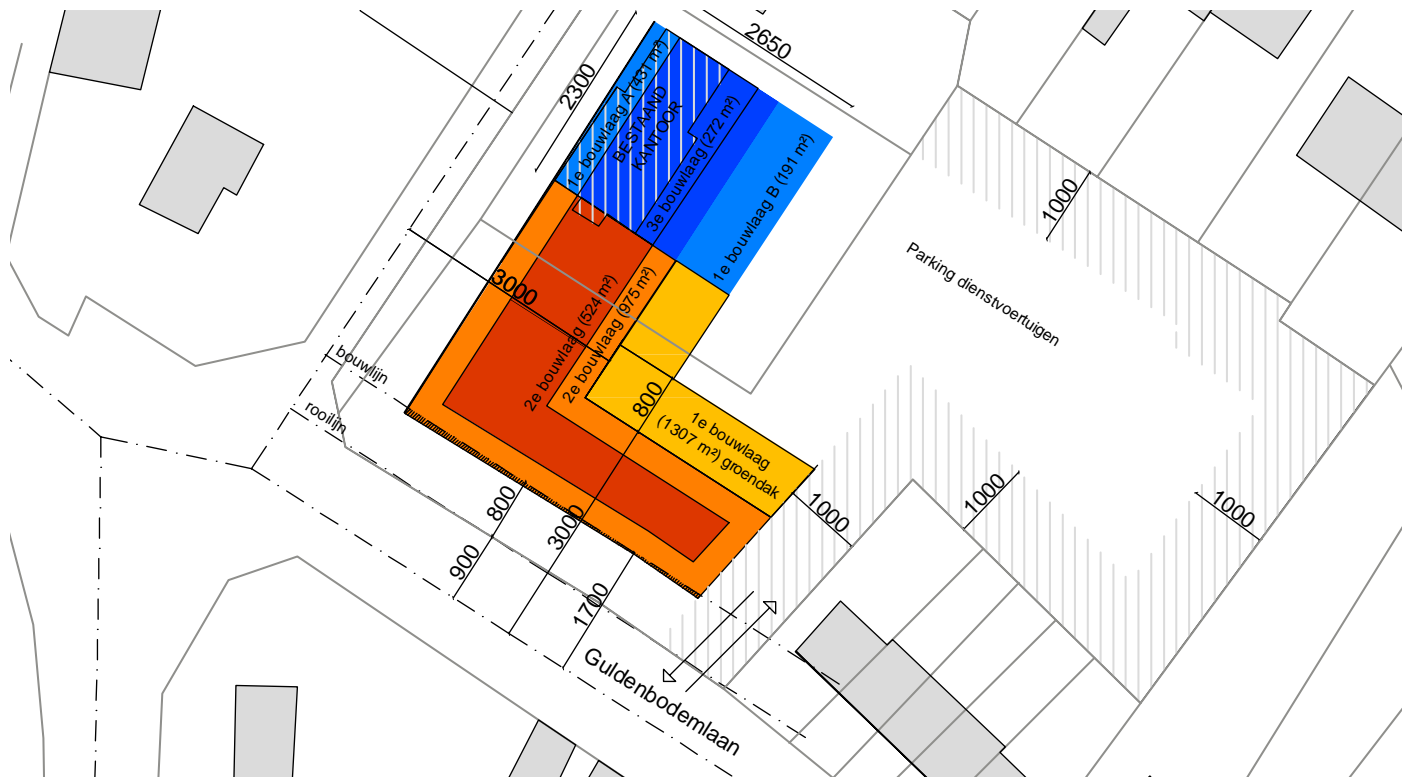 2650
2300
1e bouwlaag A (431 m²)
BESTAAND
KANTOOR
3e bouwlaag (272 m²)
1e bouwlaag B (191 m²)
1000
Parking dienstvoertuigen
3000
2e bouwlaag (524 m²)
2e bouwlaag (975 m²)
bouwlijn
rooilijn
800
1e bouwlaag
(1307 m²) groendak
1000
1000
1000
800
900
3000
1700
Guldenbodemlaan